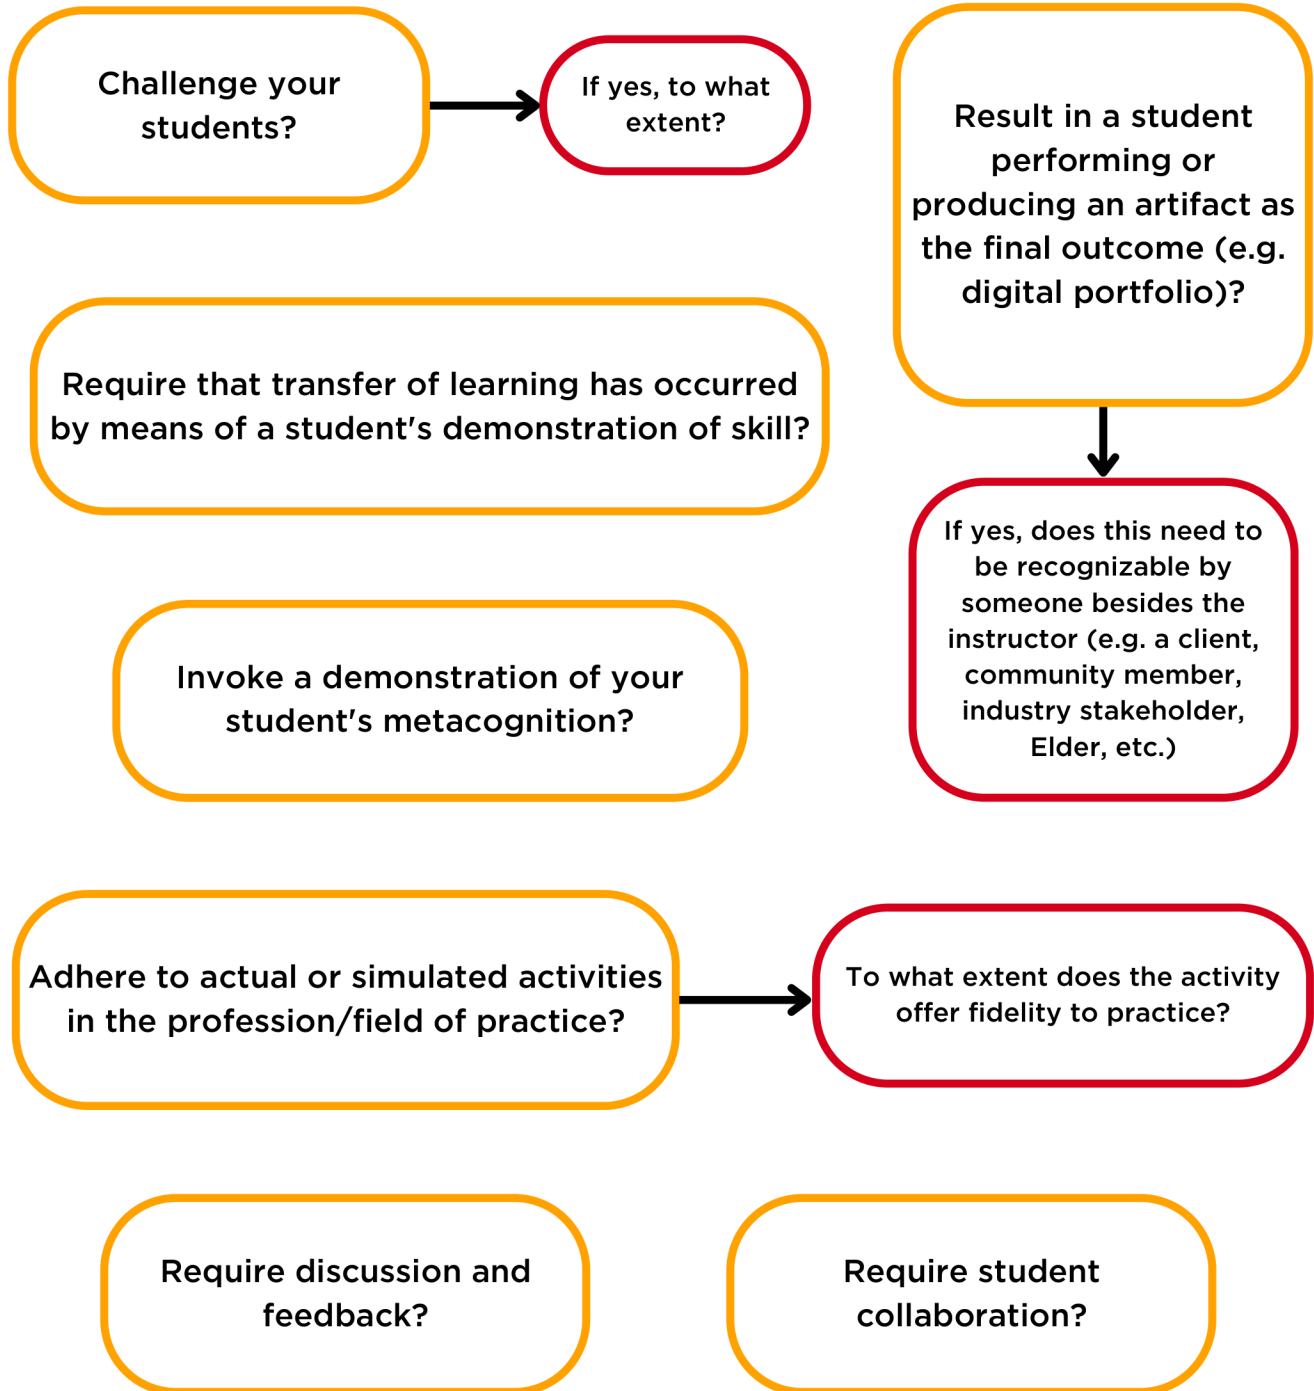 Challenge your
students?
If yes, to what
extent?
Result in a student
performing or
producing an artifact as
the final outcome (e.g.
digital portfolio)?
Require that transfer of learning has occurred
by means of a student's demonstration of skill?
If yes, does this need to
be recognizable by
someone besides the
instructor (e.g. a client,
community member,
industry stakeholder,
Elder, etc.)
Invoke a demonstration of your
student's metacognition?
Adhere to actual or simulated activities
in the profession/field of practice?
To what extent does the activity
offer fidelity to practice?
Require discussion and
feedback?
Require student
collaboration?